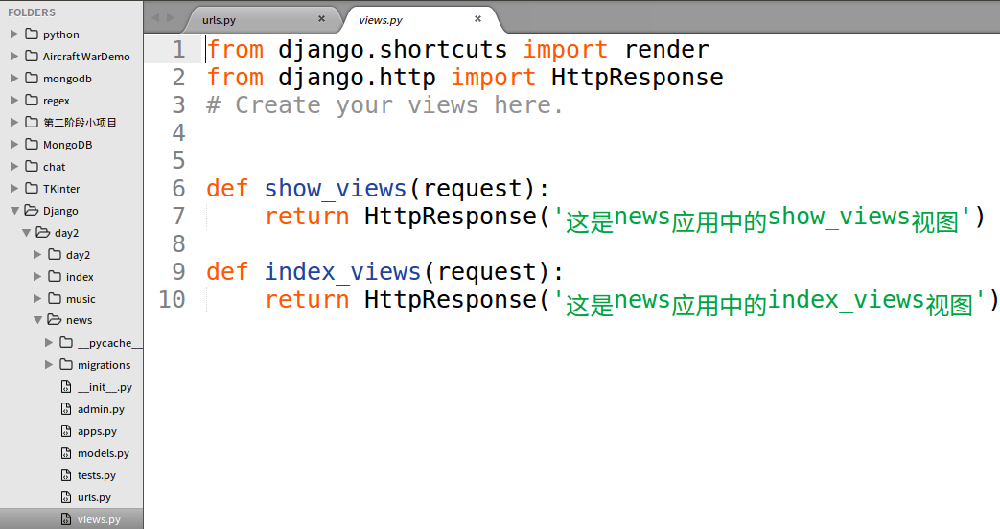 FOLDERS
python
Aircraft WarDemo
mongodb
regex
第二阶段小项目
MongoDB
chat
TKinter
Django
day2
day2
index
music
news
__pycache__
migrations
__init__.py
admin.py
apps.py
models.py
tests.py
urls.py
views.py
urls.py × views.py ×
1 from django.shortcuts import render
2 from django.http import HttpResponse
3 # Create your views here.
4
5
6 def show_views(request):
7     return HttpResponse('这是news应用中的show_views视图')
8
9 def index_views(request):
10     return HttpResponse('这是news应用中的index_views视图')